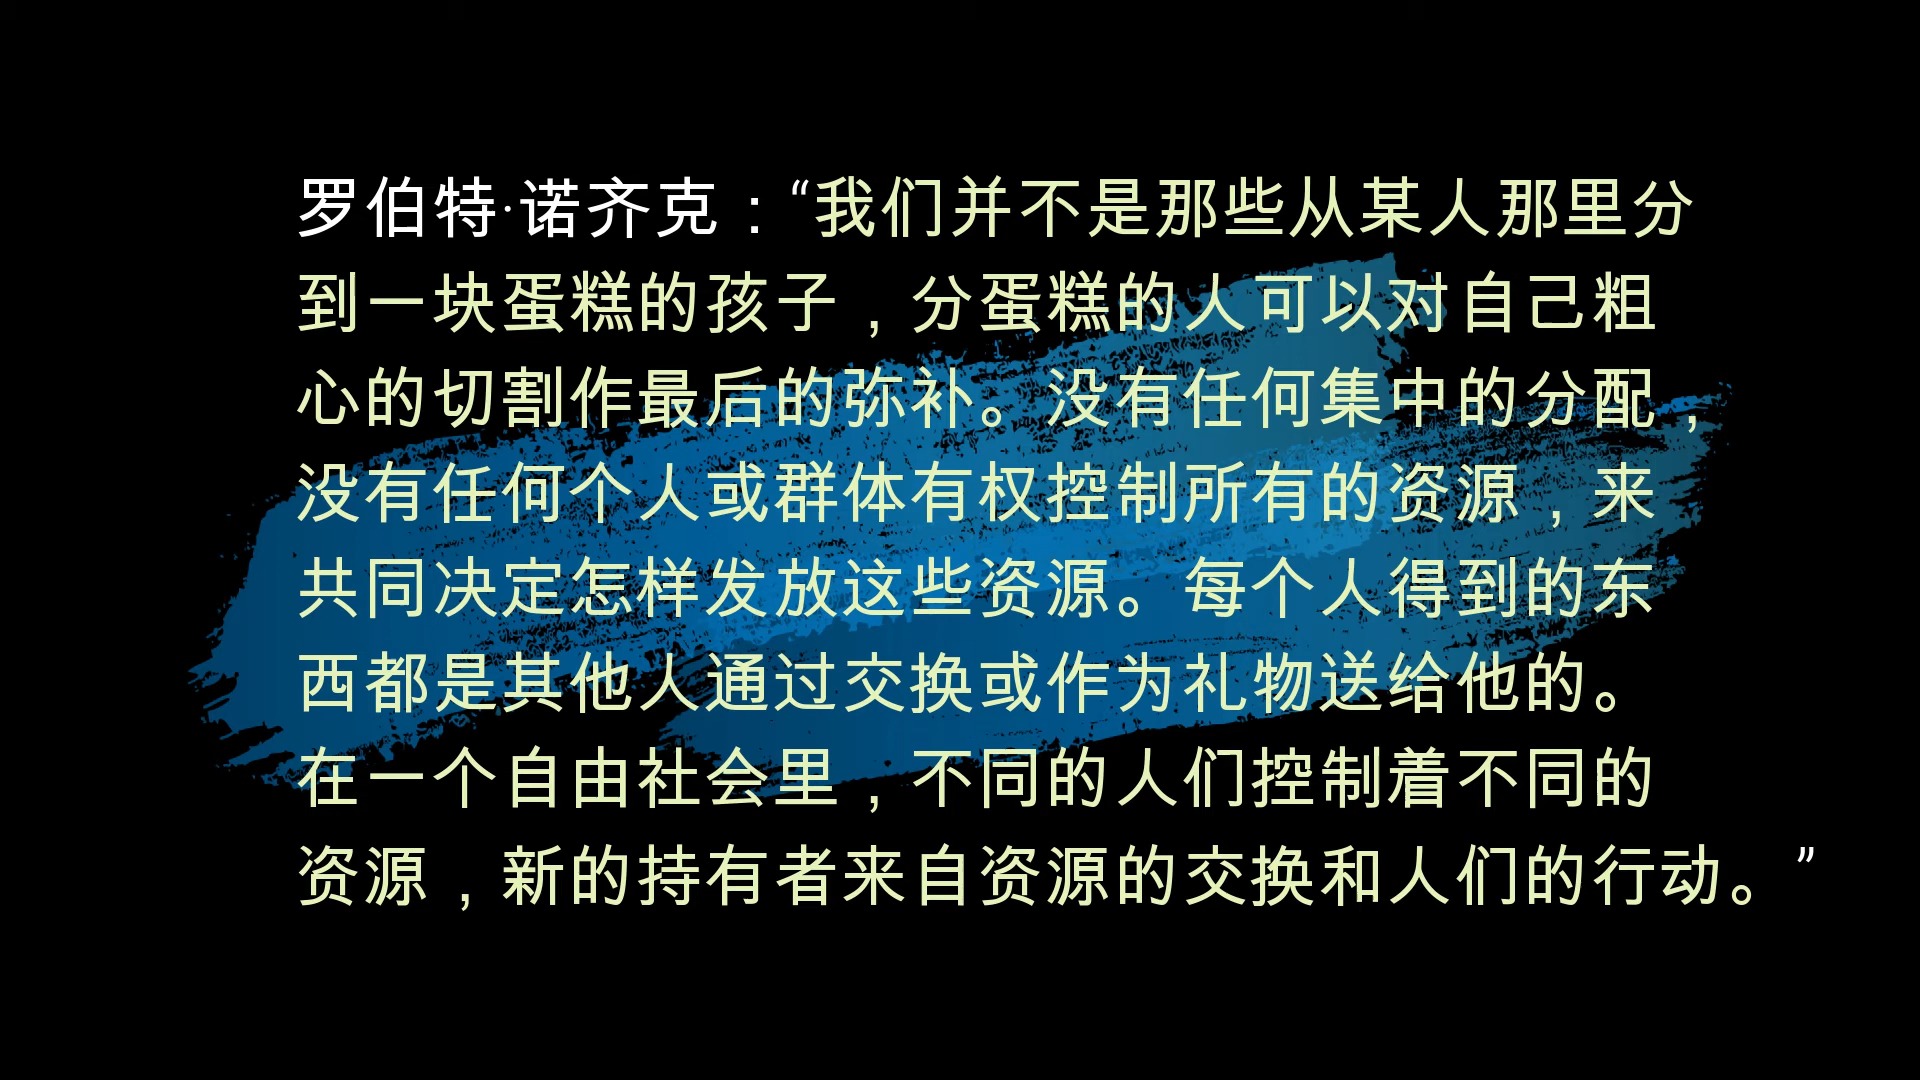 罗伯特·诺齐克：“我们并不是那些从某人那里分
到一块蛋糕的孩子，分蛋糕的人可以对自己粗
心的切割作最后的弥补。没有任何集中的分配，
没有任何个人或群体有权控制所有的资源，来
共同决定怎样发放这些资源。每个人得到的东
西都是其他人通过交换或作为礼物送给他的。
在一个自由社会里，不同的人们控制着不同的
资源，新的持有者来自资源的交换和人们的行动。”